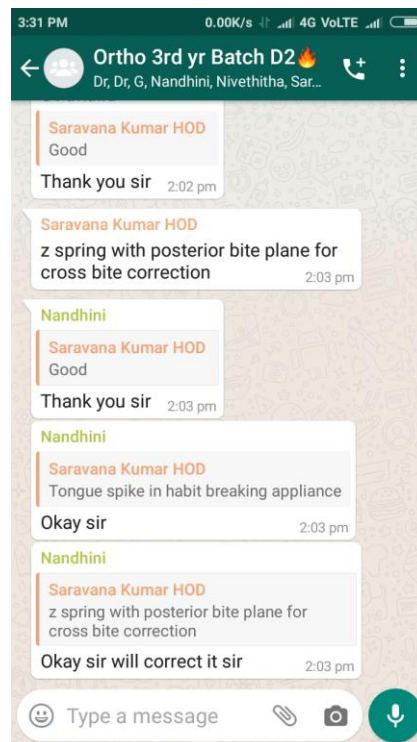 3:31 PM
0.00K/s 4G VoLTE
Ortho 3rd yr Batch D2🔥
Dr, Dr, G, Nandhini, Nivethitha, Sar...
Saravana Kumar HOD
Good
Thank you sir 2:02 pm
Saravana Kumar HOD
z spring with posterior bite plane for
cross bite correction 2:03 pm
Nandhini
Saravana Kumar HOD
Good
Thank you sir 2:03 pm
Nandhini
Saravana Kumar HOD
Tongue spike in habit breaking appliance
Okay sir 2:03 pm
Nandhini
Saravana Kumar HOD
z spring with posterior bite plane for
cross bite correction
Okay sir will correct it sir 2:03 pm
Type a message